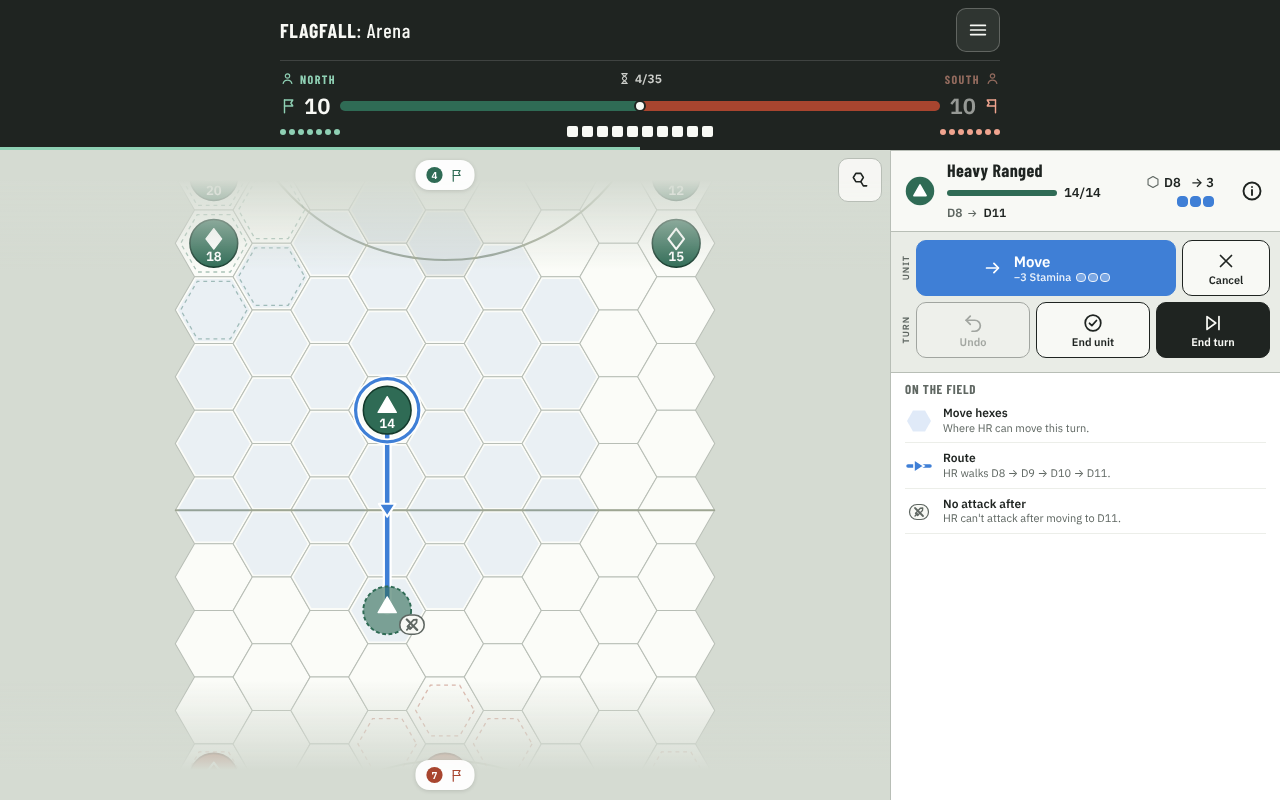 FLAGFALL: Arena
NORTH
4/35
SOUTH
10
10
4
20
12
18
15
14
7
Heavy Ranged
14/14
D8 → D11
D8 → 3
UNIT
Move
−3 Stamina
Cancel
TURN
Undo
End unit
End turn
ON THE FIELD
Move hexes
Where HR can move this turn.
Route
HR walks D8 → D9 → D10 → D11.
No attack after
HR can't attack after moving to D11.